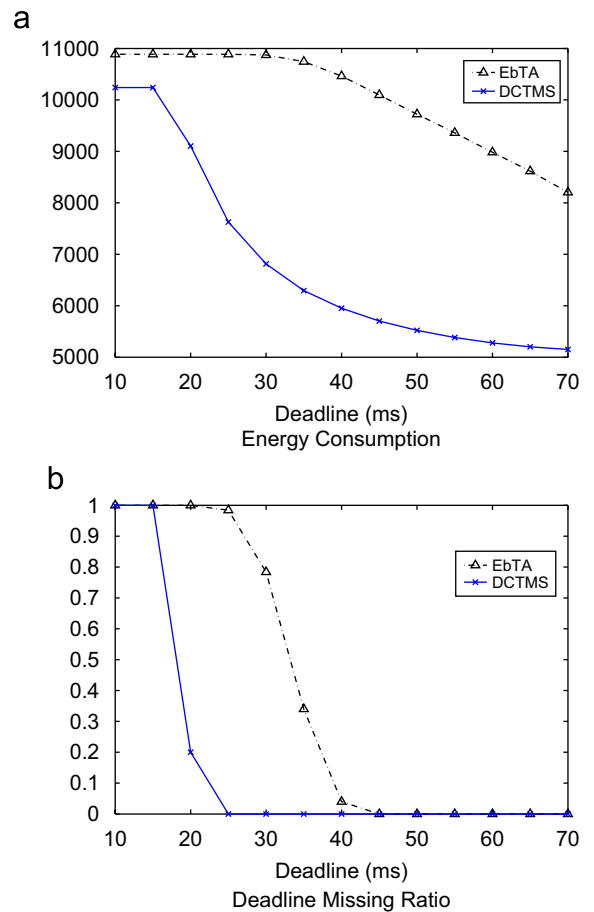 a
11000
10000
9000
8000
7000
6000
5000
EbTA
DCTMS
10 20 30 40 50 60 70
Deadline (ms)
Energy Consumption
b
1
0.9
0.8
0.7
0.6
0.5
0.4
0.3
0.2
0.1
0
EbTA
DCTMS
10 20 30 40 50 60 70
Deadline (ms)
Deadline Missing Ratio